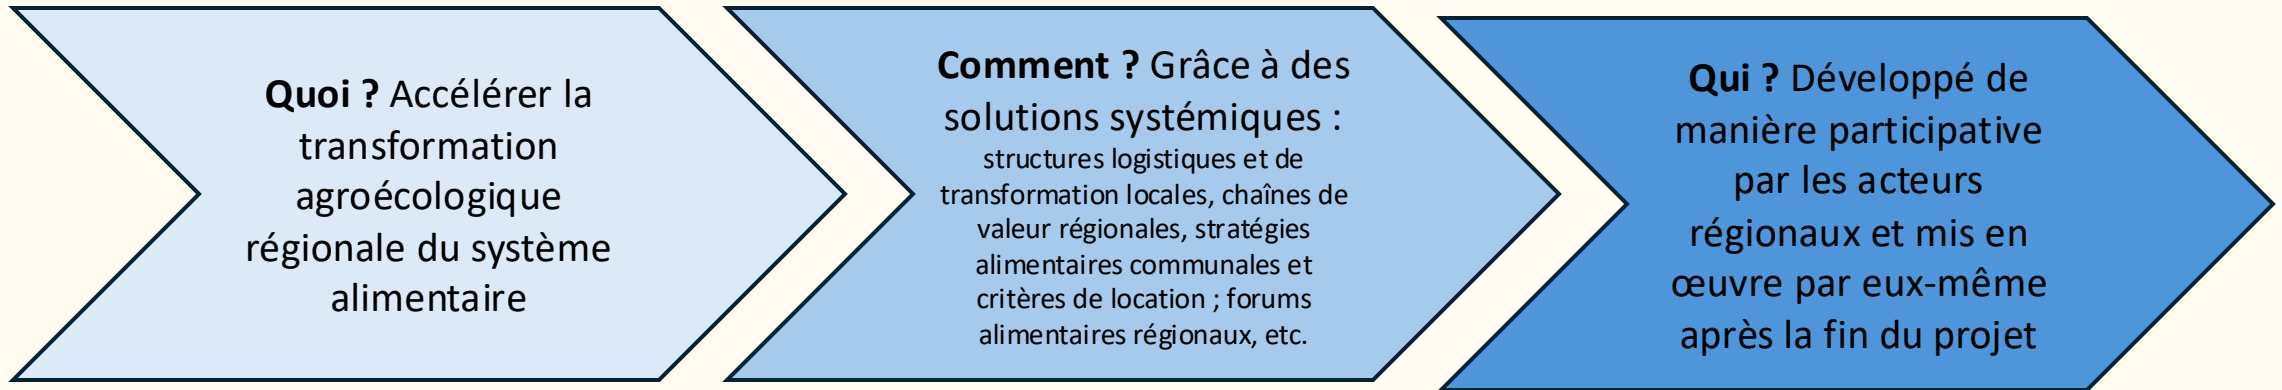 Quoi ? Accélérer la
transformation
agroécologique
régionale du système
alimentaire
Comment ? Grâce à des
solutions systémiques :
structures logistiques et de
transformation locales, chaînes de
valeur régionales, stratégies
alimentaires communales et
critères de location ; forums
alimentaires régionaux, etc.
Qui ? Développé de
manière participative
par les acteurs
régionaux et mis en
œuvre par eux-même
après la fin du projet